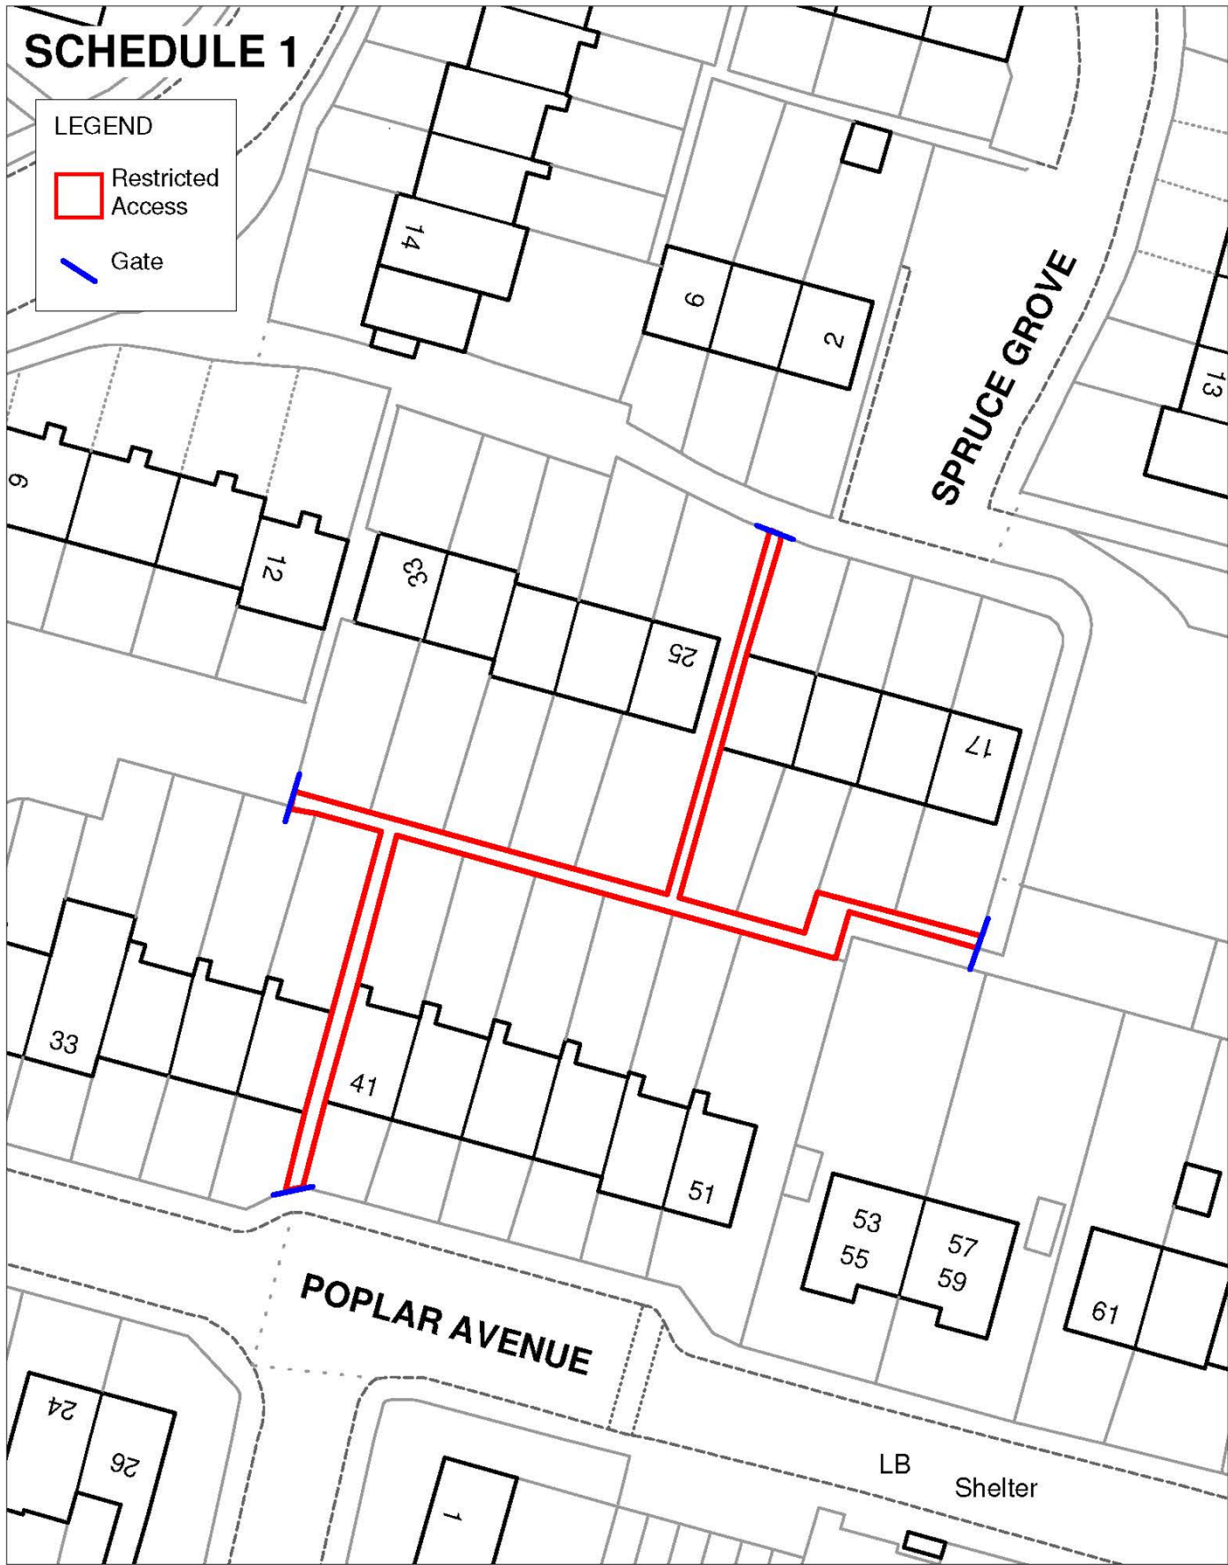 SCHEDULE 1
LEGEND
Restricted
Access
Gate
14
9
2
SPRUCE GROVE
13
6
12
33
25
17
33
41
51
53
55
57
59
61
POPLAR AVENUE
24
26
1
LB
Shelter